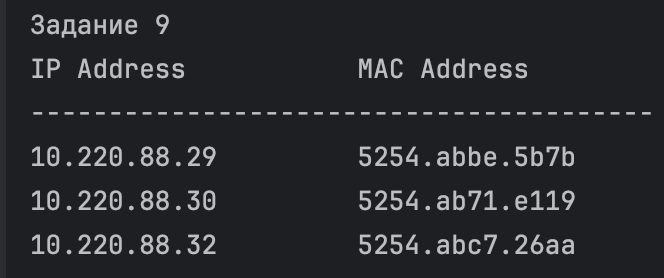 Задание 9
IP Address MAC Address
----------------------------------------
10.220.88.29 5254.abbe.5b7b
10.220.88.30 5254.ab71.e119
10.220.88.32 5254.abc7.26aa